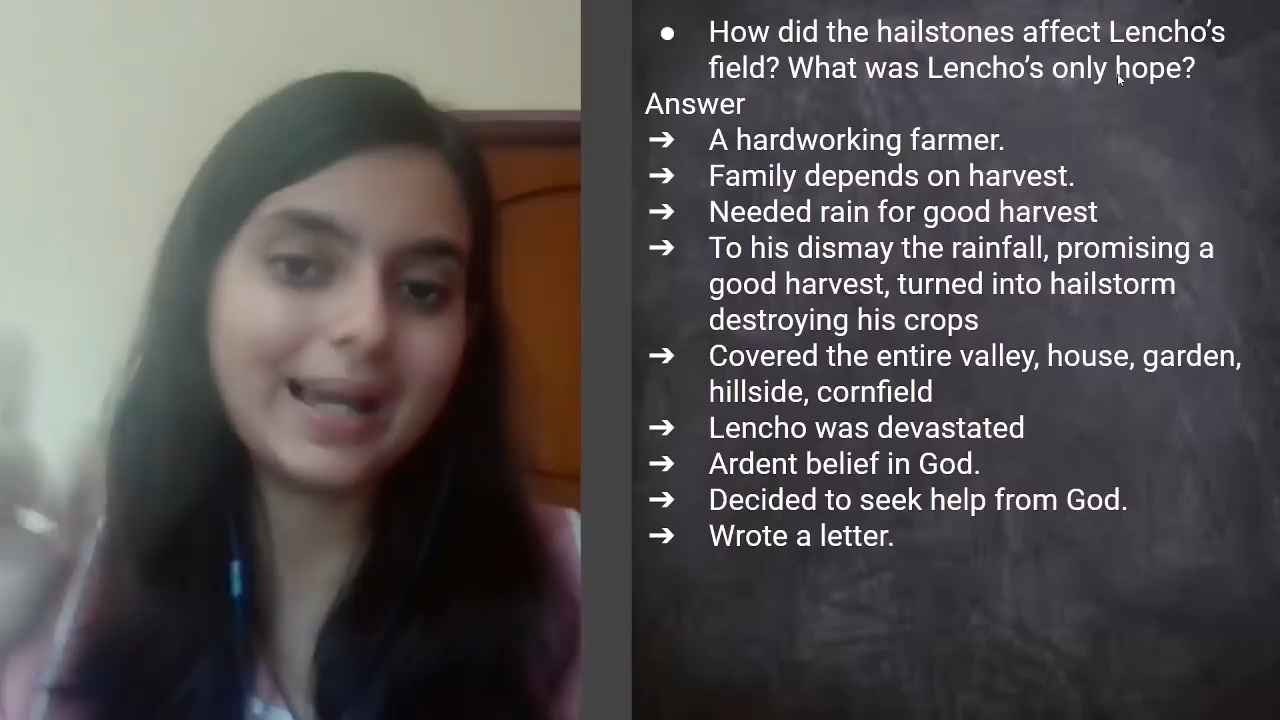 ● How did the hailstones affect Lencho’s
field? What was Lencho’s only hope?
Answer
➔ A hardworking farmer.
➔ Family depends on harvest.
➔ Needed rain for good harvest
➔ To his dismay the rainfall, promising a
good harvest, turned into hailstorm
destroying his crops
➔ Covered the entire valley, house, garden,
hillside, cornfield
➔ Lencho was devastated
➔ Ardent belief in God.
➔ Decided to seek help from God.
➔ Wrote a letter.